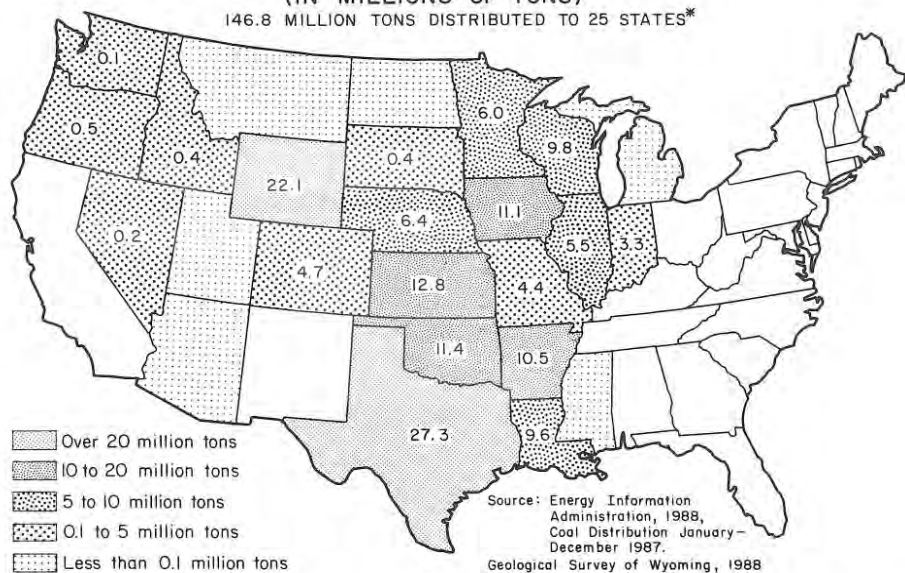 (IN MILLIONS OF TONS)
146.8 MILLION TONS DISTRIBUTED TO 25 STATES*
0.1
6.0
0.5
9.8
0.4
0.4
22.1
11.1
6.4
0.2
5.5
3.3
4.7
4.4
12.8
11.4
10.5
27.3
9.6
Over 20 million tons
10 to 20 million tons
5 to 10 million tons
0.1 to 5 million tons
Less than 0.1 million tons
Source: Energy Information
Administration, 1988,
Coal Distribution January–
December 1987.
Geological Survey of Wyoming, 1988